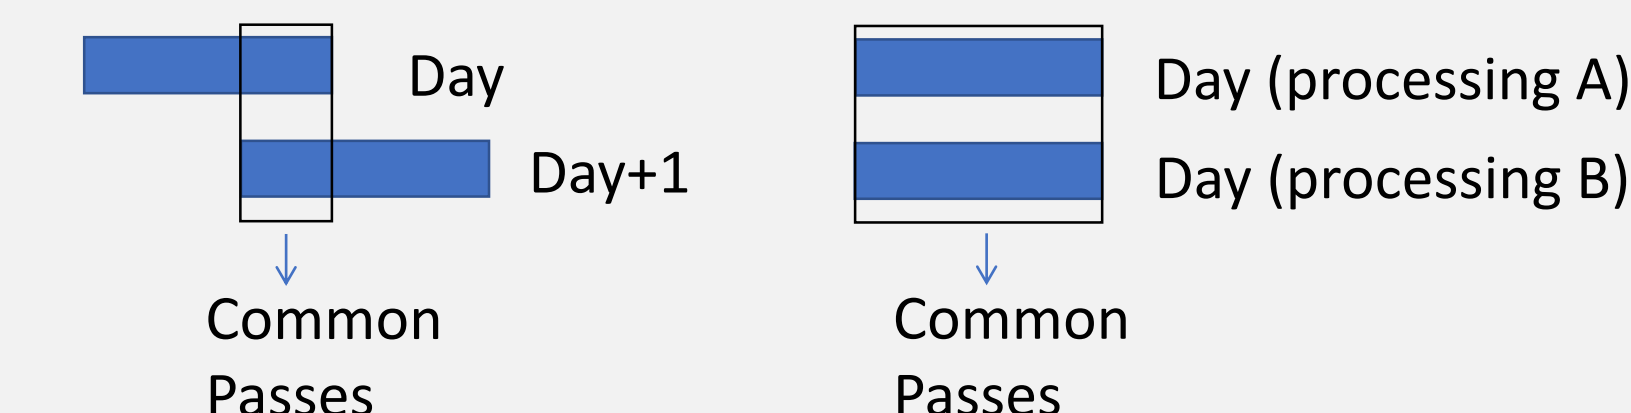 Day
Day+1
Common
Passes
Day (processing A)
Day (processing B)
Common
Passes